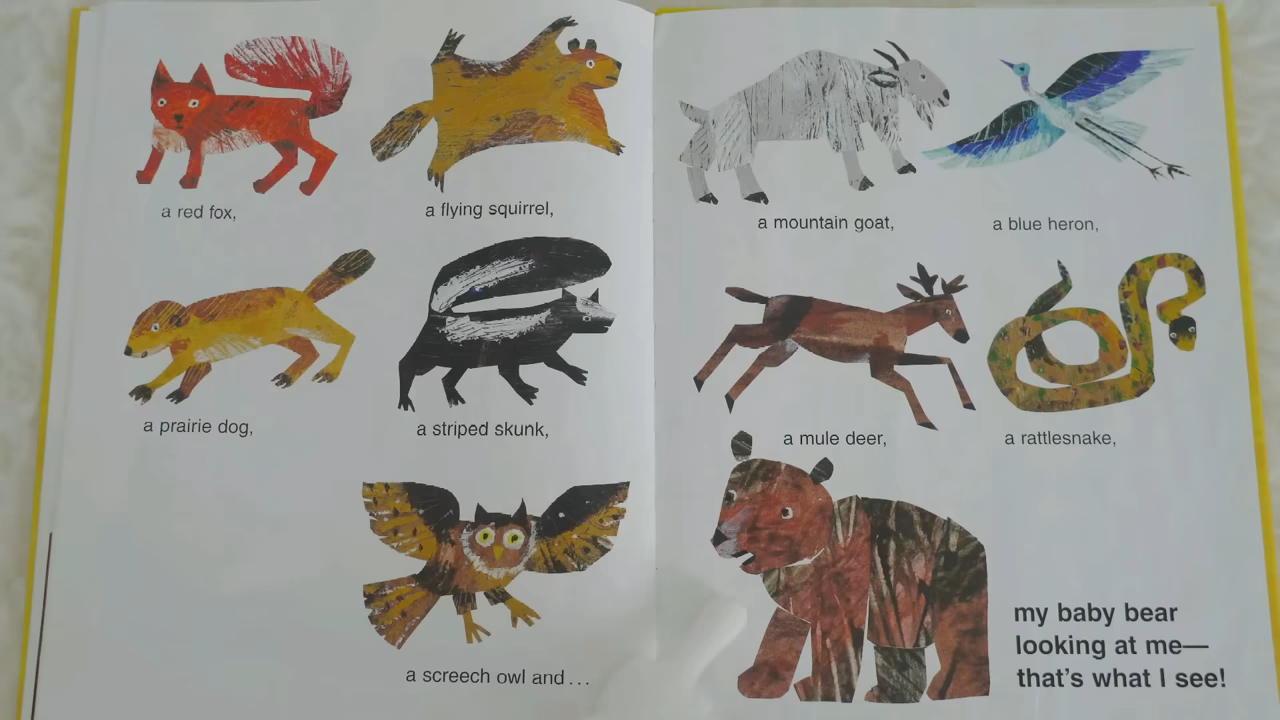 a red fox,
a flying squirrel,
a prairie dog,
a striped skunk,
a screech owl and...
a mountain goat,
a blue heron,
a mule deer,
a rattlesnake,
my baby bear
looking at me—
that's what I see!